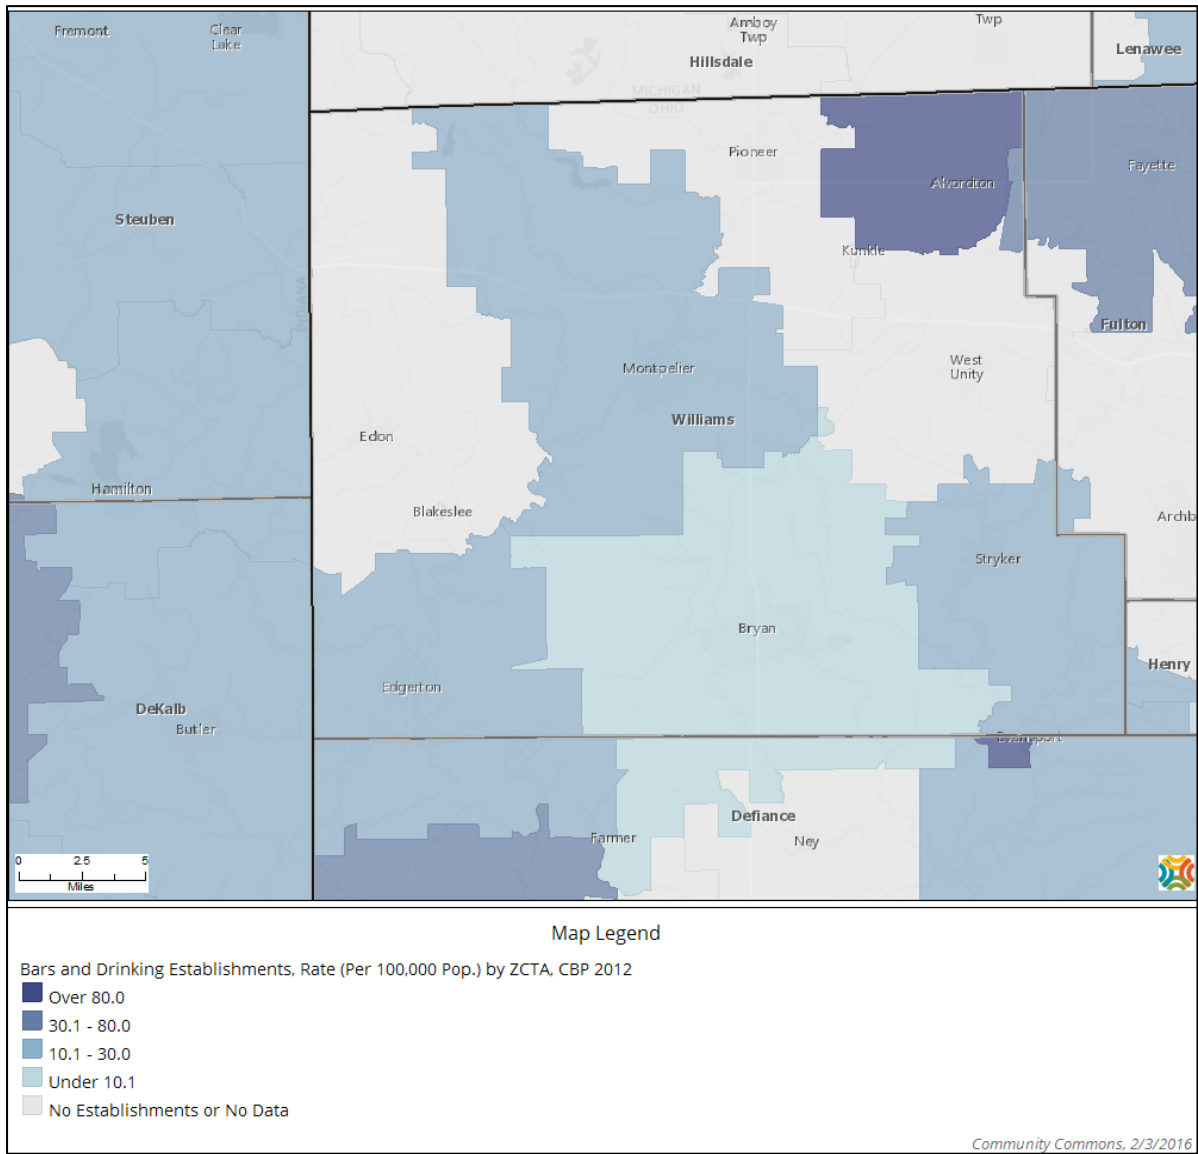 Fremont
Clear
Lake
Amboy
Twp
Twp
Hillsdale
Lenawee
MICHIGAN
OHIO
Pioneer
Alvordton
Fayette
Steuben
Kunkle
INDIANA
Fulton
Montpelier
West
Unity
Williams
Edon
Hamilton
Blakeslee
Archb
Stryker
Bryan
Henry
Edgerton
DeKalb
Butler
Evansport
Defiance
Farmer
Ney
0 2.5 5
Miles
Map Legend
Bars and Drinking Establishments, Rate (Per 100,000 Pop.) by ZCTA, CBP 2012
Over 80.0
30.1 - 80.0
10.1 - 30.0
Under 10.1
No Establishments or No Data
Community Commons, 2/3/2016